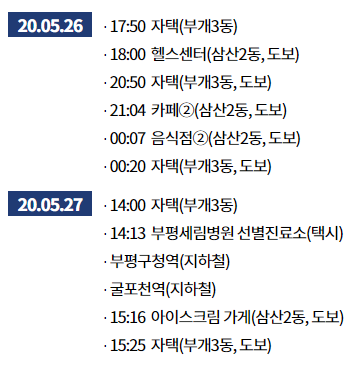 20.05.26 · 17:50 자택(부개3동)
· 18:00 헬스센터(삼산2동, 도보)
· 20:50 자택(부개3동, 도보)
· 21:04 카페②(삼산2동, 도보)
· 00:07 음식점②(삼산2동, 도보)
· 00:20 자택(부개3동, 도보)
20.05.27 · 14:00 자택(부개3동)
· 14:13 부평세림병원 선별진료소(택시)
· 부평구청역(지하철)
· 굴포천역(지하철)
· 15:16 아이스크림 가게(삼산2동, 도보)
· 15:25 자택(부개3동, 도보)